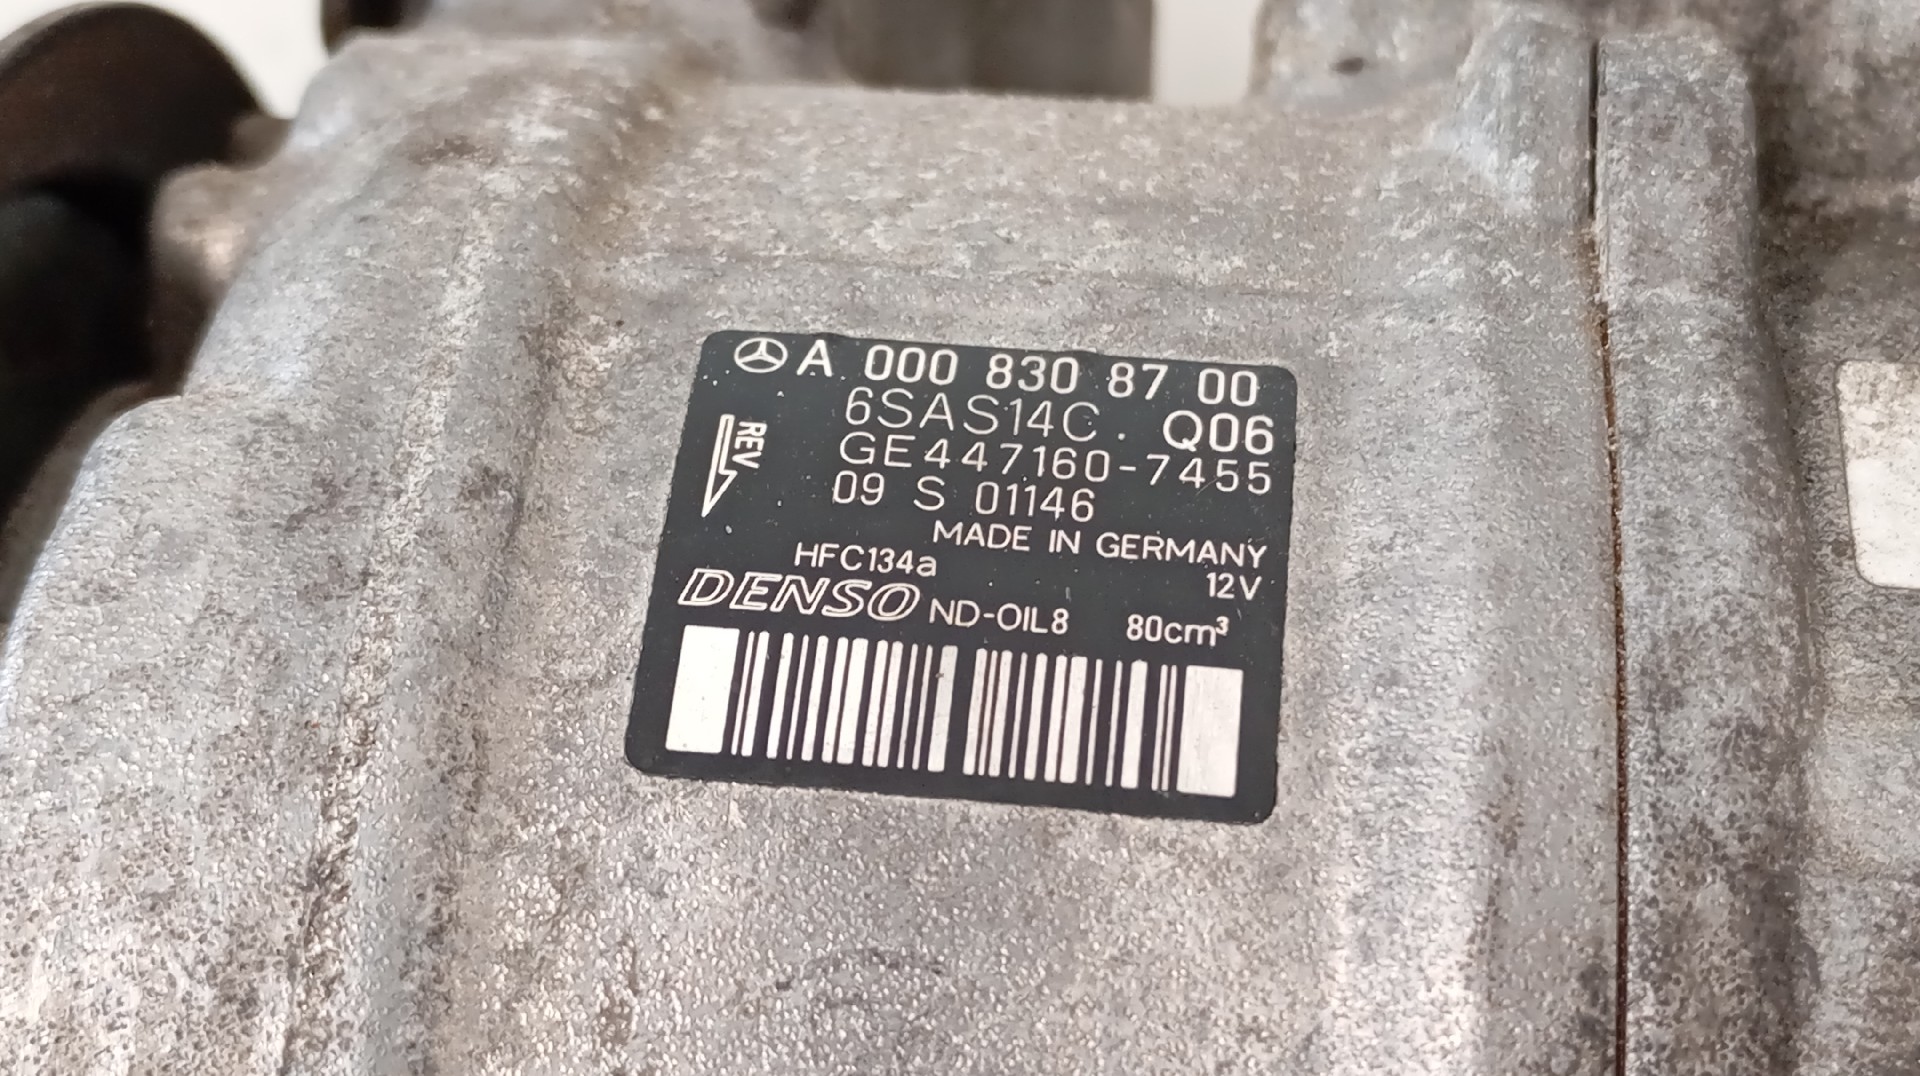 A 000 830 87 00
6SAS14C. Q06
GE447160-7455
REV
09 S 01146
MADE IN GERMANY
HFC134a 12V
DENSO ND-OIL8 80cm³